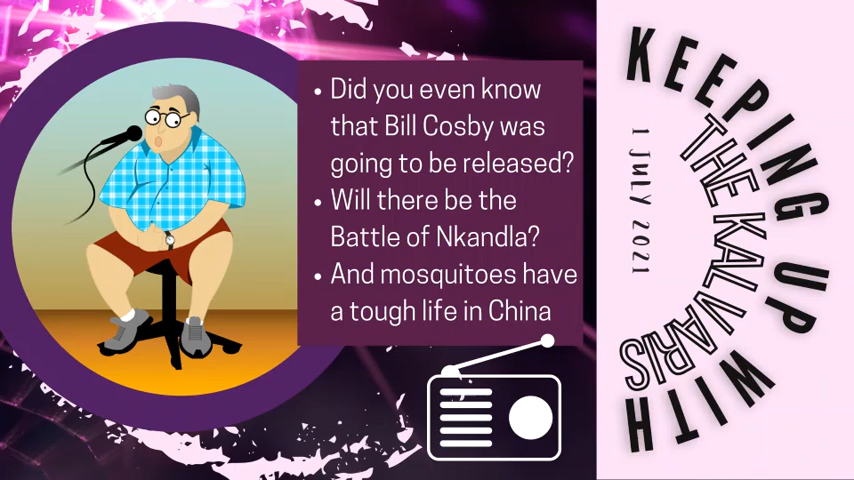 • Did you even know
that Bill Cosby was
going to be released?
• Will there be the
Battle of Nkandla?
• And mosquitoes have
a tough life in China
KEEPING UP WITH
THE KALVARIS
1 JULY 2021